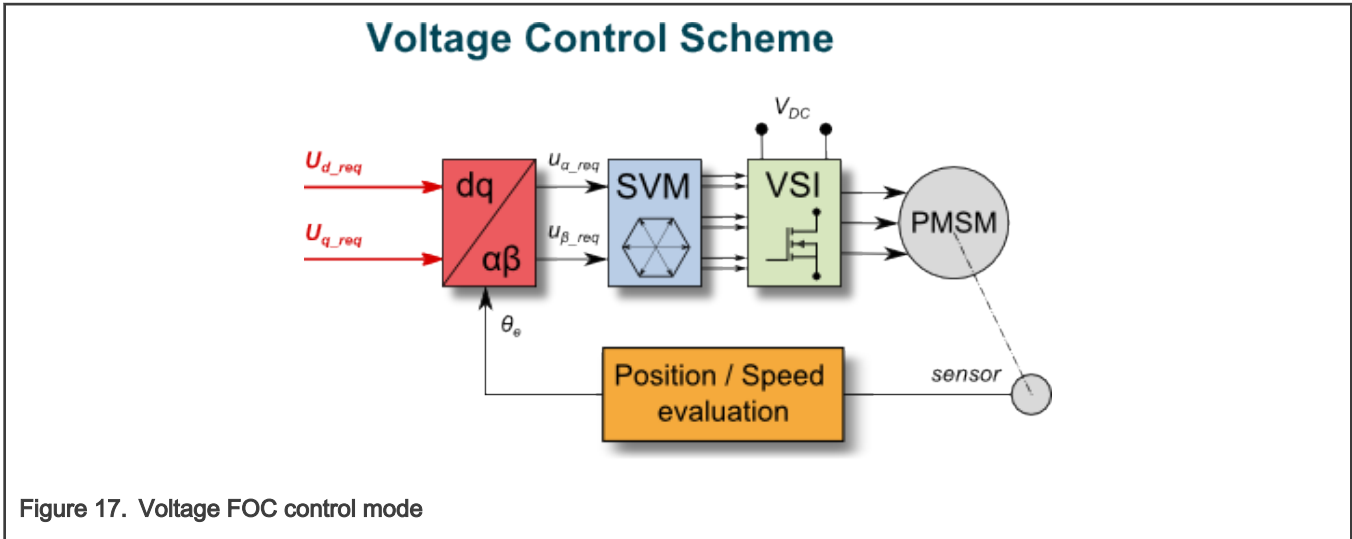 Voltage Control Scheme
V_DC
U_d_req
dq
u_α_req
SVM
VSI
PMSM
U_q_req
αβ
u_β_req
θ_e
Position / Speed
evaluation
sensor
Figure 17. Voltage FOC control mode